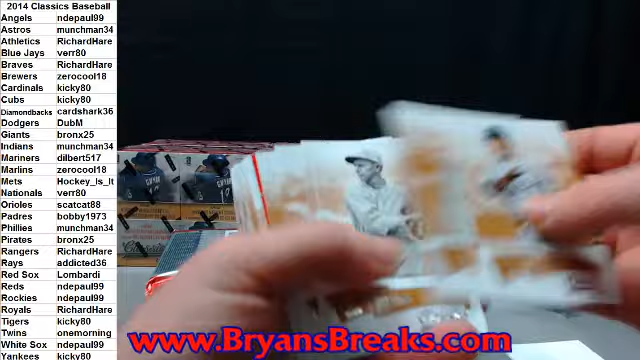 2014 Classics Baseball
Angels ndepaul99
Astros munchman34
Athletics RichardHare
Blue Jays verr80
Braves RichardHare
Brewers zerocool18
Cardinals kicky80
Cubs kicky80
Diamondbacks cardshark36
Dodgers DubM
Giants bronx25
Indians munchman34
Mariners dilbert517
Marlins zerocool18
Mets Hockey_Is_It
Nationals verr80
Orioles scatcat88
Padres bobby1973
Phillies munchman34
Pirates bronx25
Rangers RichardHare
Rays addicted36
Red Sox Lombardi
Reds ndepaul99
Rockies ndepaul99
Royals RichardHare
Tigers kicky80
Twins onemorning
White Sox ndepaul99
Yankees kicky80
www.BryansBreaks.com